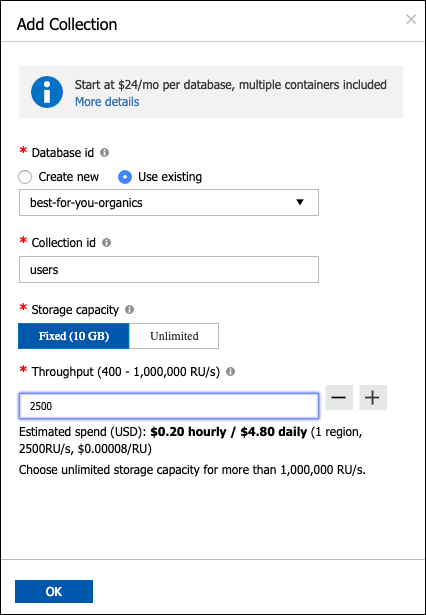 Add Collection
Start at $24/mo per database, multiple containers included
More details
* Database id
Create new Use existing
best-for-you-organics
* Collection id
users
* Storage capacity
Fixed (10 GB) Unlimited
* Throughput (400 - 1,000,000 RU/s)
2500
Estimated spend (USD): $0.20 hourly / $4.80 daily (1 region,
2500RU/s, $0.00008/RU)
Choose unlimited storage capacity for more than 1,000,000 RU/s.
OK